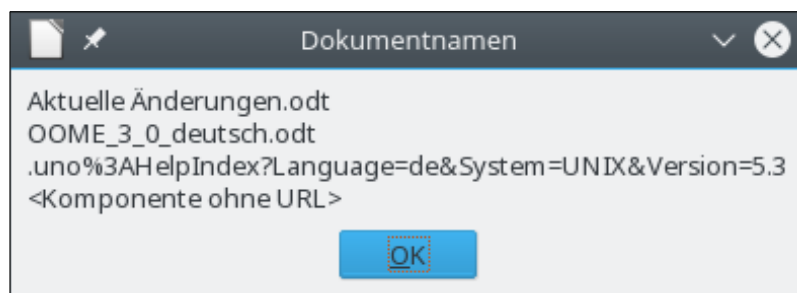 Dokumentnamen
Aktuelle Änderungen.odt
OOME_3_0_deutsch.odt
.uno%3AHelpIndex?Language=de&System=UNIX&Version=5.3
<Komponente ohne URL>
OK